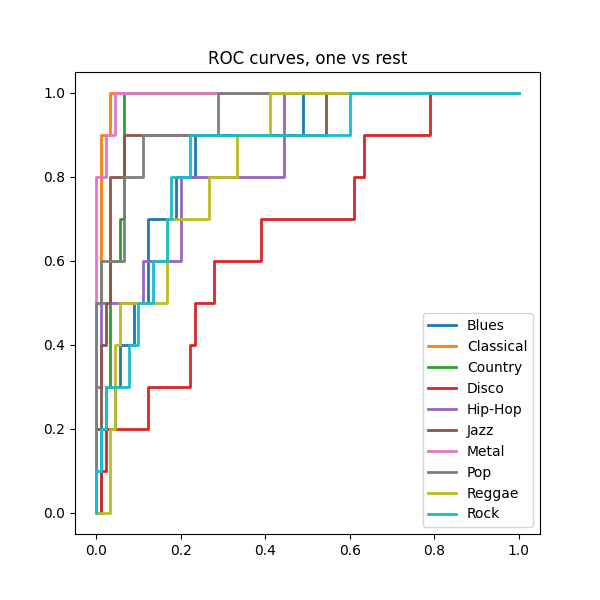 ROC curves, one vs rest
1.0
0.8
0.6
0.4
0.2
0.0
Blues
Classical
Country
Disco
Hip-Hop
Jazz
Metal
Pop
Reggae
Rock
0.0 0.2 0.4 0.6 0.8 1.0